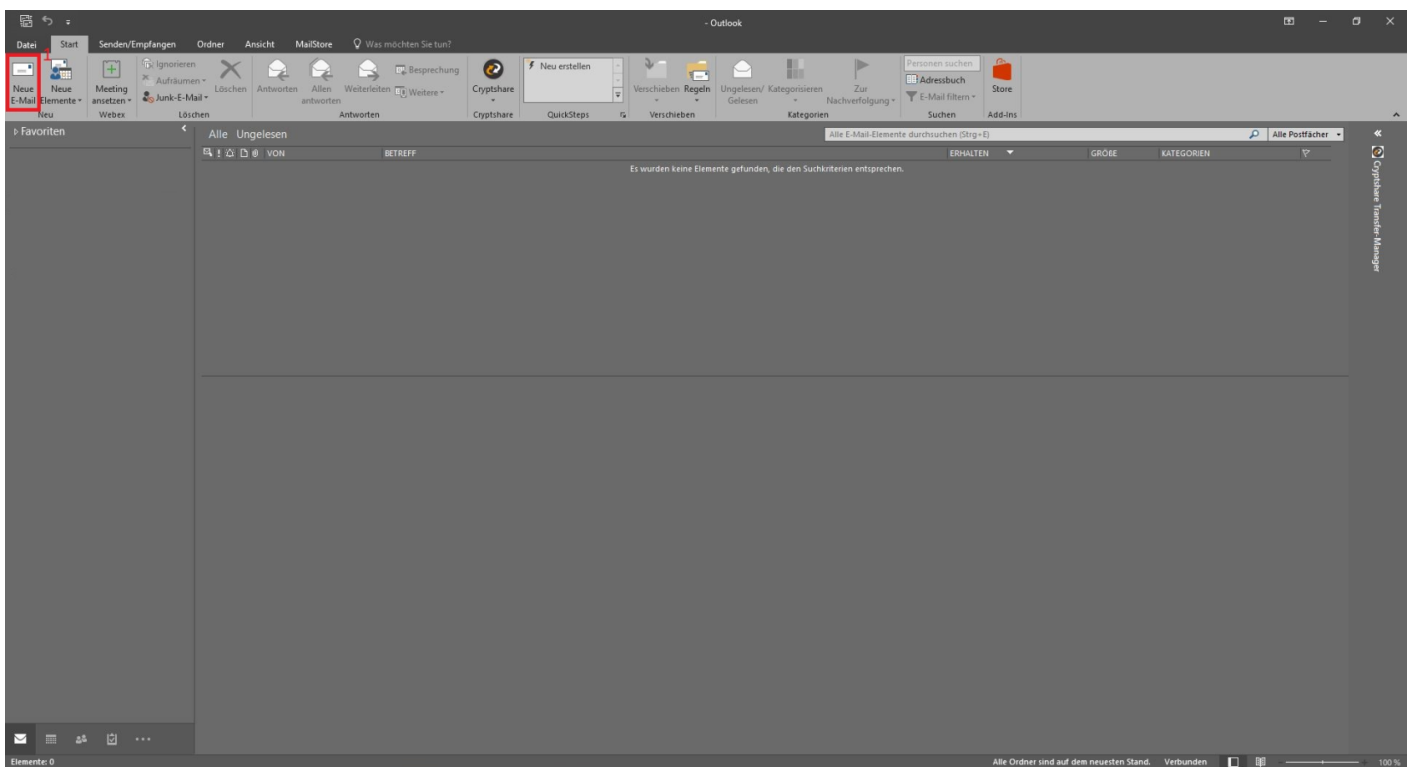 - Outlook
Datei Start Senden/Empfangen Ordner Ansicht MailStore Was möchten Sie tun?
1
Neue E-Mail
Neue Elemente
Neu
Meeting ansetzen
Webex
Ignorieren
Aufräumen
Junk-E-Mail
Löschen
Löschen
Antworten
Allen antworten
Weiterleiten
Besprechung
Weitere
Antworten
Cryptshare
Cryptshare
Neu erstellen
QuickSteps
Verschieben
Regeln
Verschieben
Ungelesen/ Gelesen
Kategorisieren
Zur Nachverfolgung
Kategorien
Personen suchen
Adressbuch
E-Mail filtern
Suchen
Store
Add-Ins
Favoriten
Alle Ungelesen
Alle E-Mail-Elemente durchsuchen (Strg+E)
Alle Postfächer
VON BETREFF ERHALTEN GRÖßE KATEGORIEN
Es wurden keine Elemente gefunden, die den Suchkriterien entsprechen.
Cryptshare Transfer-Manager
Elemente: 0
Alle Ordner sind auf dem neuesten Stand. Verbunden 100 %